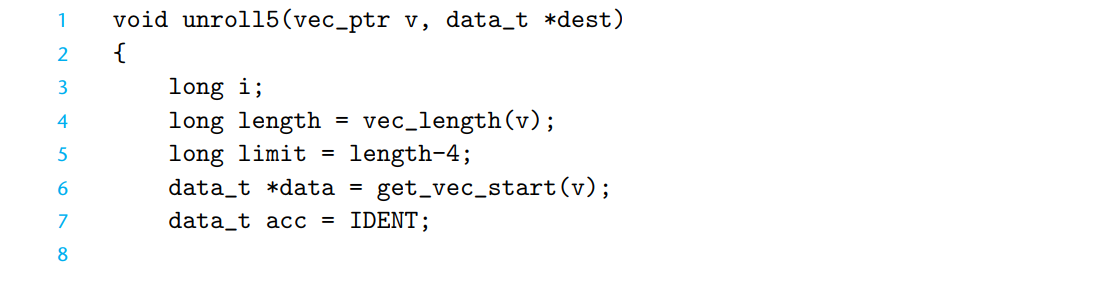 1 void unroll5(vec_ptr v, data_t *dest)
2 {
3 long i;
4 long length = vec_length(v);
5 long limit = length-4;
6 data_t *data = get_vec_start(v);
7 data_t acc = IDENT;
8